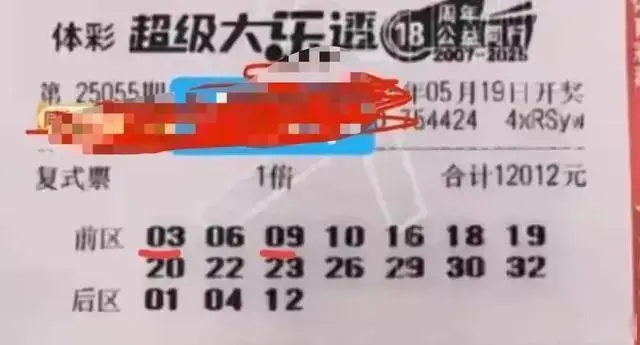 体彩 超级大乐透 18 周年 公益同行 2007-2025
第 25055期 年05月19日开奖
754424 4xRSyw
复式票 1倍 合计12012元
前区 03 06 09 10 16 18 19
20 22 23 26 29 30 32
后区 01 04 12